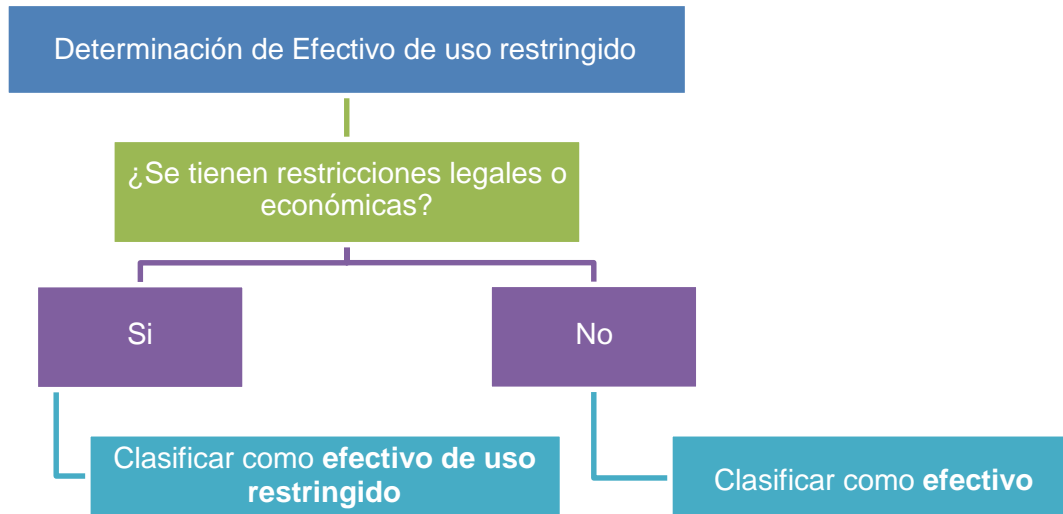 Determinación de Efectivo de uso restringido
¿Se tienen restricciones legales o
económicas?
Si
No
Clasificar como efectivo de uso
restringido
Clasificar como efectivo